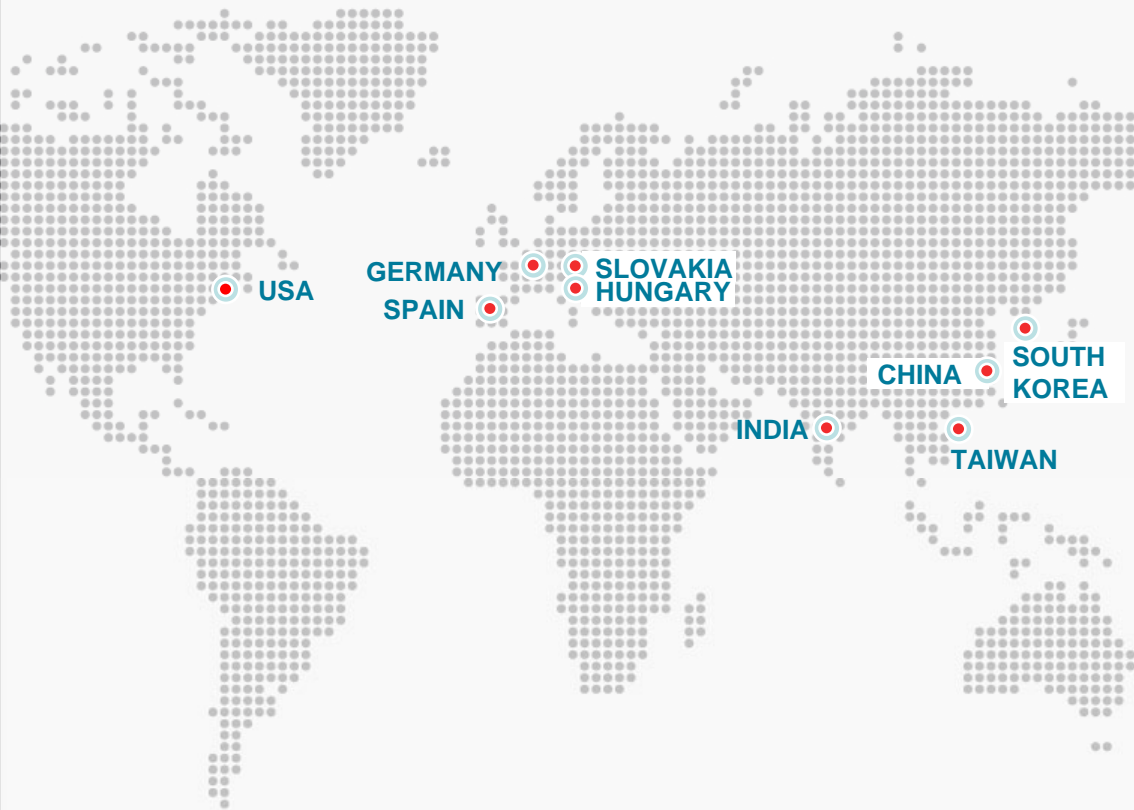 GERMANY
SLOVAKIA
HUNGARY
USA
SPAIN
SOUTH
KOREA
CHINA
INDIA
TAIWAN